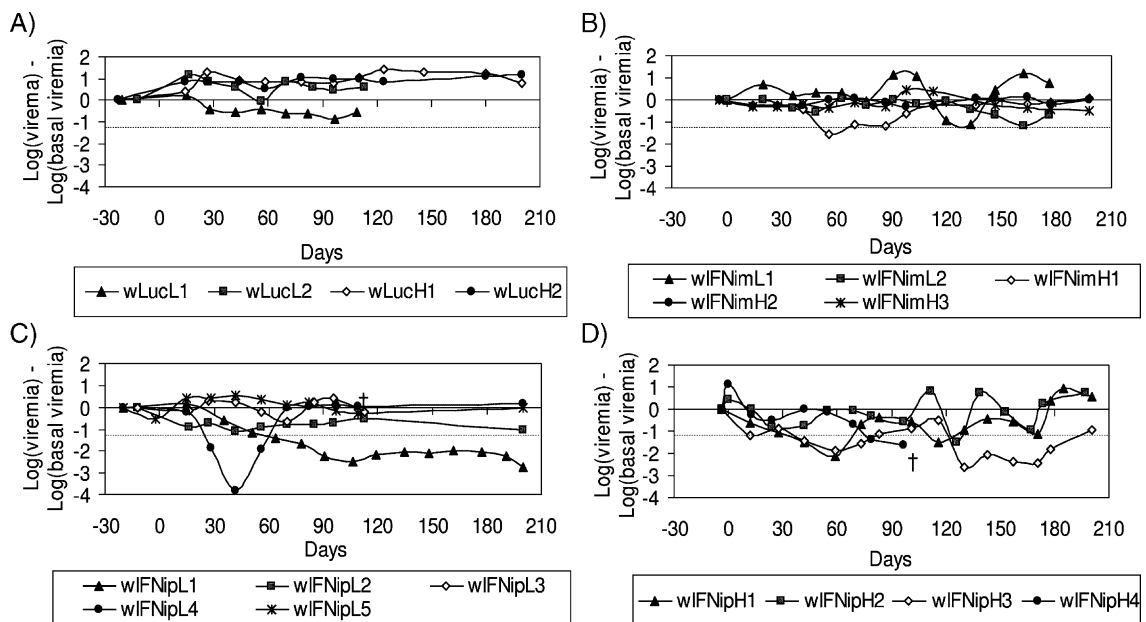 A)
Log(viremia) -
Log(basal viremia)
2
1
0
-1
-2
-3
-4
-30 0 30 60 90 120 150 180 210
Days
wLucL1 wLucL2 wLucH1 wLucH2
B)
Log(viremia) -
Log(basal viremia)
2
1
0
-1
-2
-3
-4
-30 0 30 60 90 120 150 180 210
Days
wIFNimL1 wIFNimL2 wIFNimH1
wIFNimH2 wIFNimH3
C)
Log(viremia) -
Log(basal viremia)
2
1
0
-1
-2
-3
-4
†
-30 0 30 60 90 120 150 180 210
Days
wIFNipL1 wIFNipL2 wIFNipL3
wIFNipL4 wIFNipL5
D)
Log(viremia) -
Log(basal viremia)
2
1
0
-1
-2
-3
-4
†
-30 0 30 60 90 120 150 180 210
Days
wIFNipH1 wIFNipH2 wIFNipH3 wIFNipH4